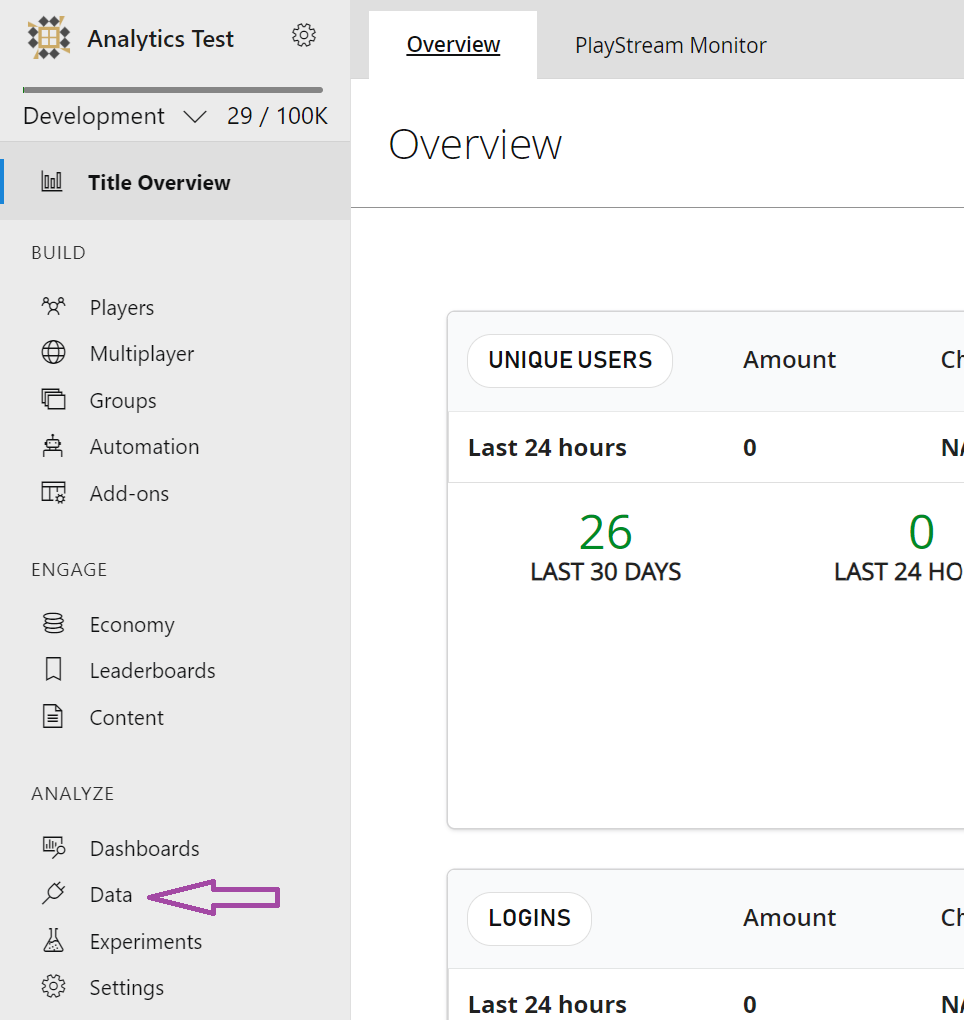 Analytics Test
Development 29 / 100K
Title Overview
BUILD
Players
Multiplayer
Groups
Automation
Add-ons
ENGAGE
Economy
Leaderboards
Content
ANALYZE
Dashboards
Data
Experiments
Settings
Overview PlayStream Monitor
Overview
UNIQUE USERS Amount Ch
Last 24 hours 0 N/
26 0
LAST 30 DAYS LAST 24 HO
LOGINS Amount Ch
Last 24 hours 0 N/